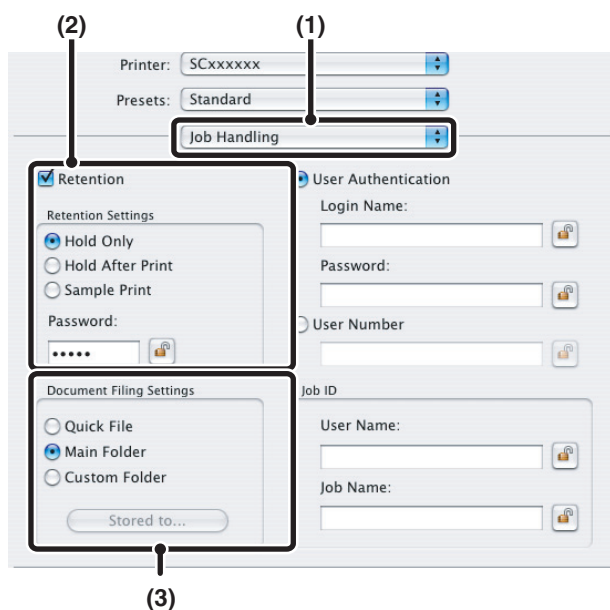 (2) (1)
Printer: SCxxxxxx
Presets: Standard
Job Handling
Retention
Retention Settings
Hold Only
Hold After Print
Sample Print
Password:
•••••
User Authentication
Login Name:
Password:
User Number
Document Filing Settings
Quick File
Main Folder
Custom Folder
Stored to...
Job ID
User Name:
Job Name:
(3)